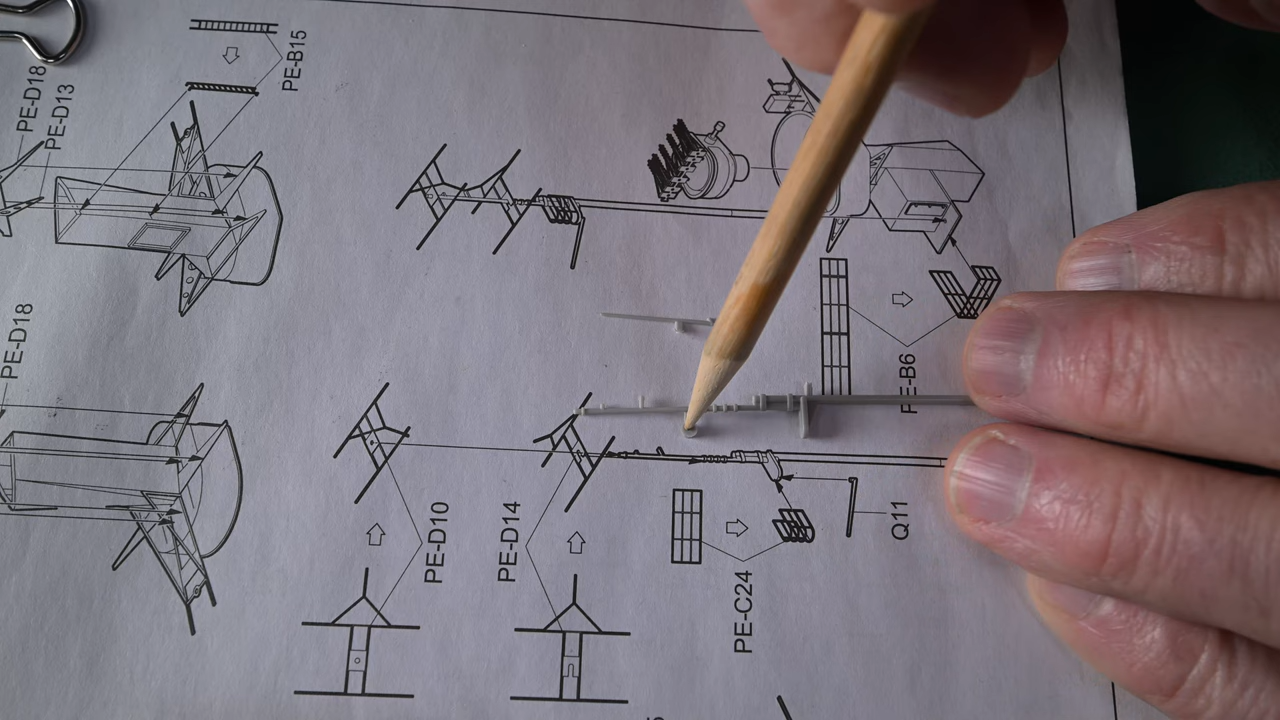 PE-D18
PE-D13
PE-B15
PE-D18
PE-B6
PE-D10
PE-D14
Q11
PE-C24